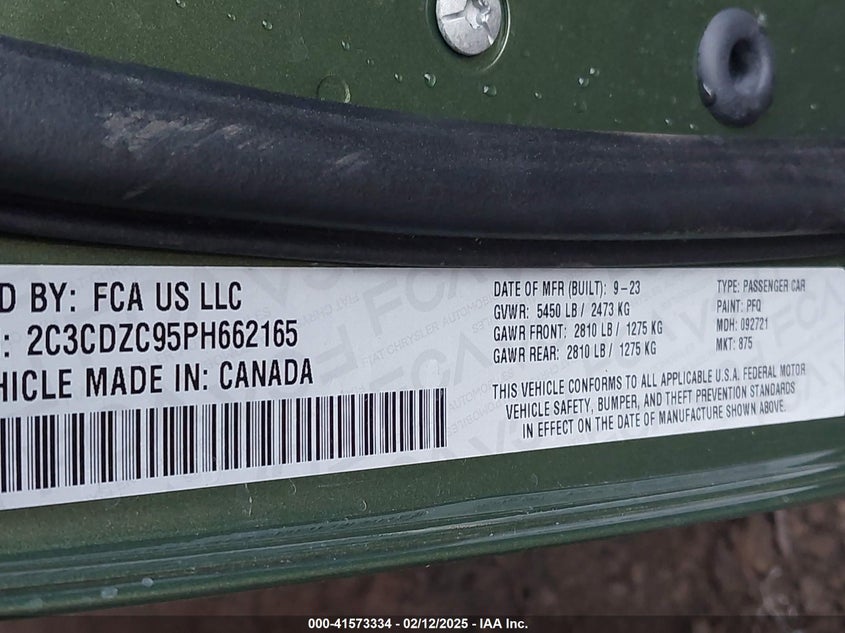 D BY: FCA US LLC
: 2C3CDZC95PH662165
HICLE MADE IN: CANADA
DATE OF MFR (BUILT): 9-23
GVWR: 5450 LB / 2473 KG
GAWR FRONT: 2810 LB / 1275 KG
GAWR REAR: 2810 LB / 1275 KG
TYPE: PASSENGER CAR
PAINT: PFQ
MDH: 092721
MKT: 875
THIS VEHICLE CONFORMS TO ALL APPLICABLE U.S.A. FEDERAL MOTOR
VEHICLE SAFETY, BUMPER, AND THEFT PREVENTION STANDARDS
IN EFFECT ON THE DATE OF MANUFACTURE SHOWN ABOVE.
000-41573334 - 02/12/2025 - IAA Inc.